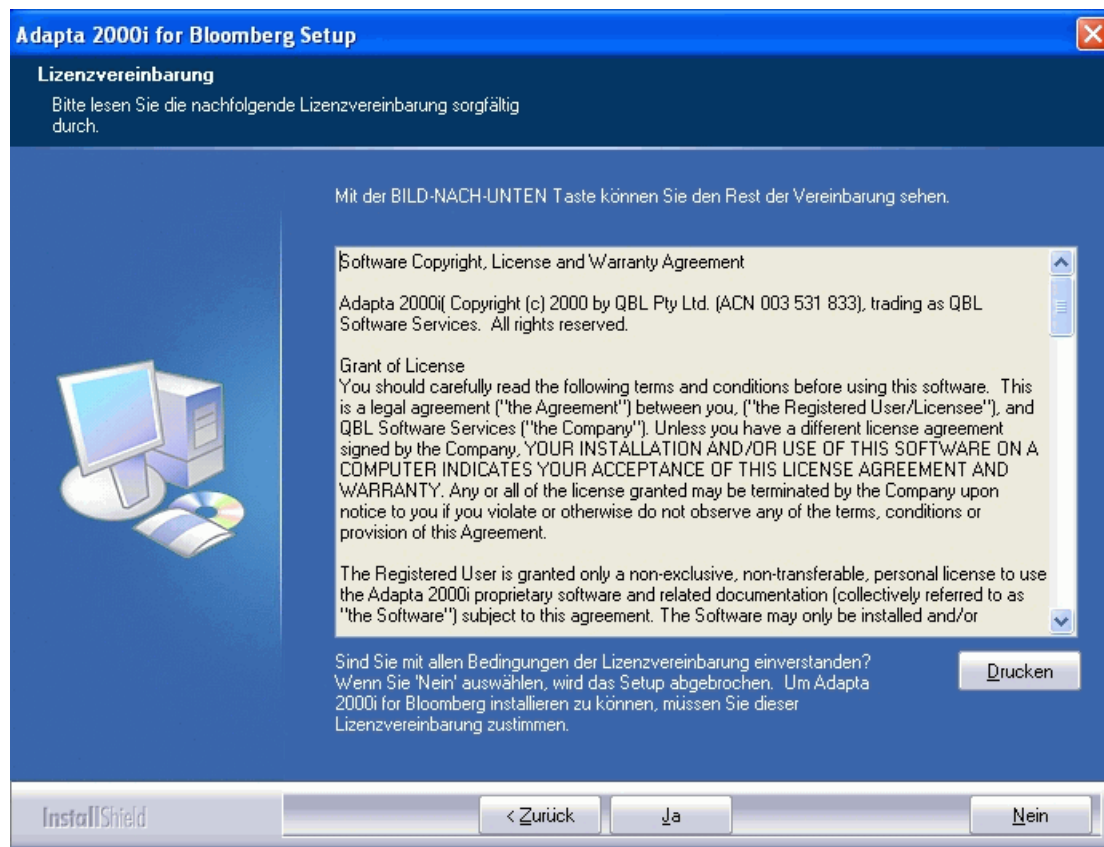 Adapta 2000i for Bloomberg Setup
Lizenzvereinbarung
Bitte lesen Sie die nachfolgende Lizenzvereinbarung sorgfältig
durch.
Mit der BILD-NACH-UNTEN Taste können Sie den Rest der Vereinbarung sehen.
Software Copyright, License and Warranty Agreement
Adapta 2000i( Copyright (c) 2000 by QBL Pty Ltd. (ACN 003 531 833), trading as QBL
Software Services.  All rights reserved.
Grant of License
You should carefully read the following terms and conditions before using this software.  This
is a legal agreement ("the Agreement") between you, ("the Registered User/Licensee"), and
QBL Software Services ("the Company"). Unless you have a different license agreement
signed by the Company, YOUR INSTALLATION AND/OR USE OF THIS SOFTWARE ON A
COMPUTER INDICATES YOUR ACCEPTANCE OF THIS LICENSE AGREEMENT AND
WARRANTY. Any or all of the license granted may be terminated by the Company upon
notice to you if you violate or otherwise do not observe any of the terms, conditions or
provision of this Agreement.
The Registered User is granted only a non-exclusive, non-transferable, personal license to use
the Adapta 2000i proprietary software and related documentation (collectively referred to as
"the Software") subject to this agreement. The Software may only be installed and/or
Sind Sie mit allen Bedingungen der Lizenzvereinbarung einverstanden?
Wenn Sie 'Nein' auswählen, wird das Setup abgebrochen.  Um Adapta
2000i for Bloomberg installieren zu können, müssen Sie dieser
Lizenzvereinbarung zustimmen.
Drucken
InstallShield
< Zurück
Ja
Nein